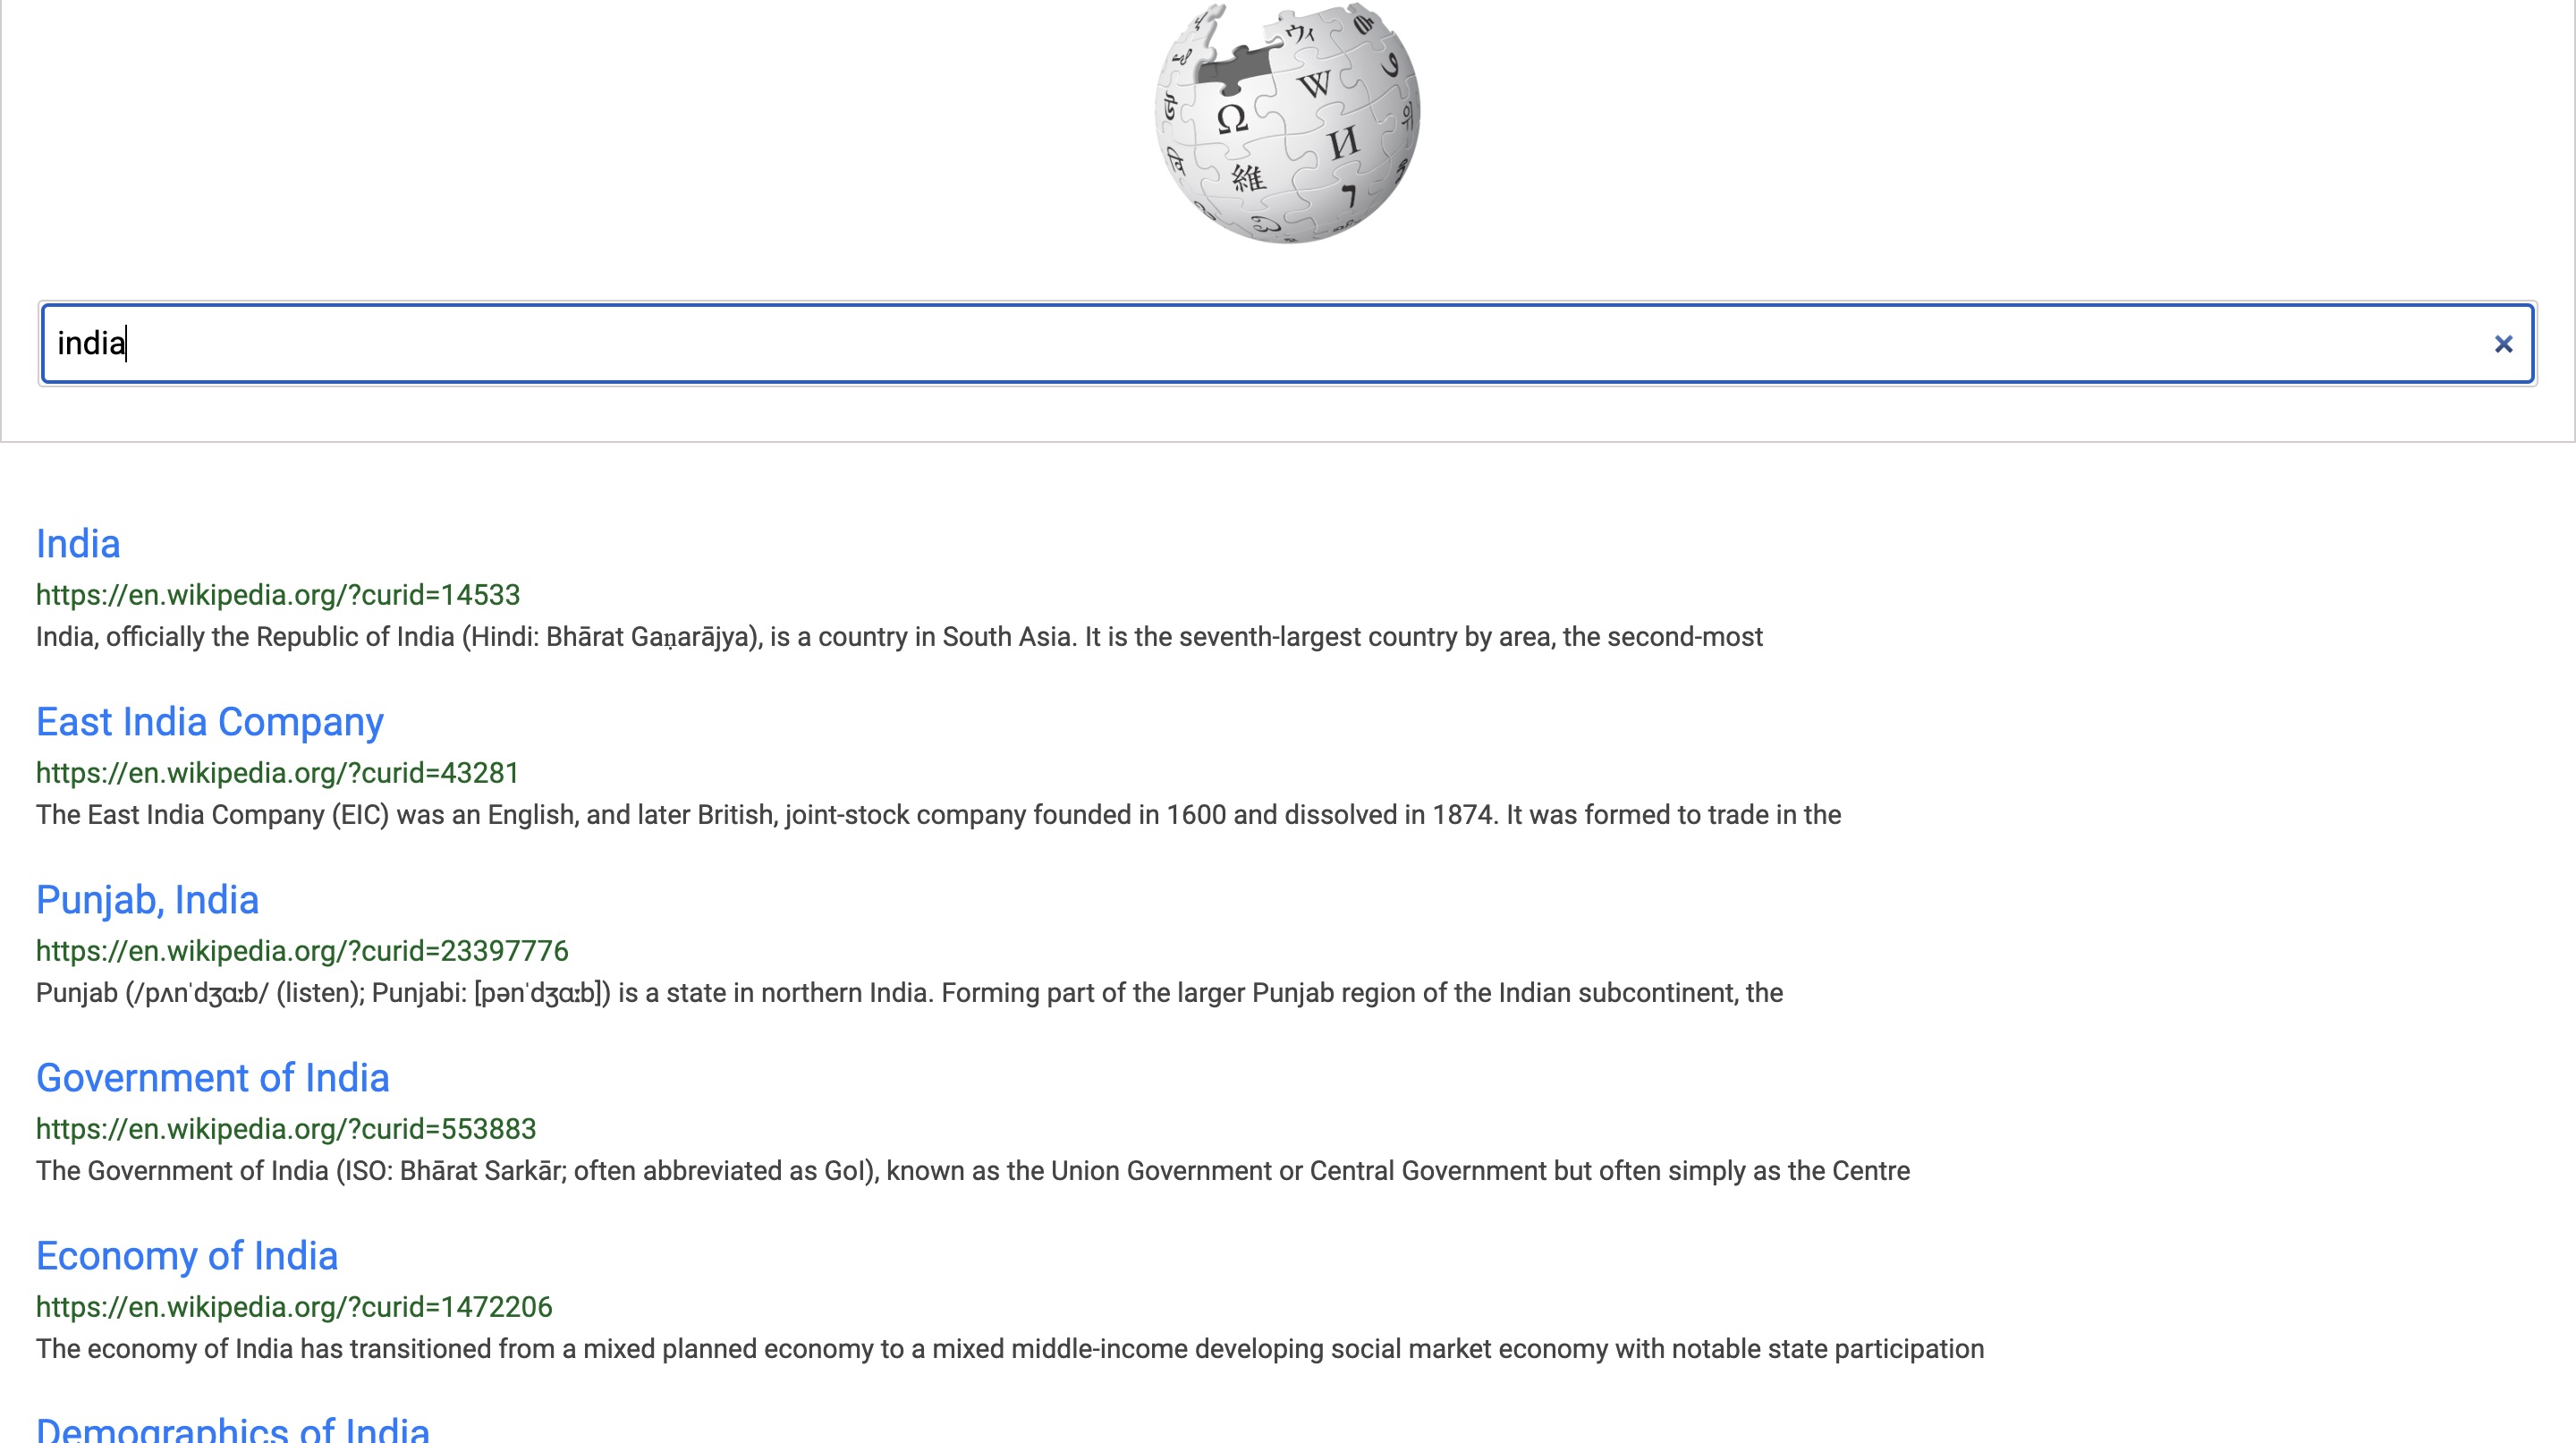 Ω W И 維 ウィ
india
India
https://en.wikipedia.org/?curid=14533
India, officially the Republic of India (Hindi: Bhārat Gaṇarājya), is a country in South Asia. It is the seventh-largest country by area, the second-most
East India Company
https://en.wikipedia.org/?curid=43281
The East India Company (EIC) was an English, and later British, joint-stock company founded in 1600 and dissolved in 1874. It was formed to trade in the
Punjab, India
https://en.wikipedia.org/?curid=23397776
Punjab (/pʌnˈdʒɑːb/ (listen); Punjabi: [pənˈdʒɑːb]) is a state in northern India. Forming part of the larger Punjab region of the Indian subcontinent, the
Government of India
https://en.wikipedia.org/?curid=553883
The Government of India (ISO: Bhārat Sarkār; often abbreviated as GoI), known as the Union Government or Central Government but often simply as the Centre
Economy of India
https://en.wikipedia.org/?curid=1472206
The economy of India has transitioned from a mixed planned economy to a mixed middle-income developing social market economy with notable state participation
Demographics of India